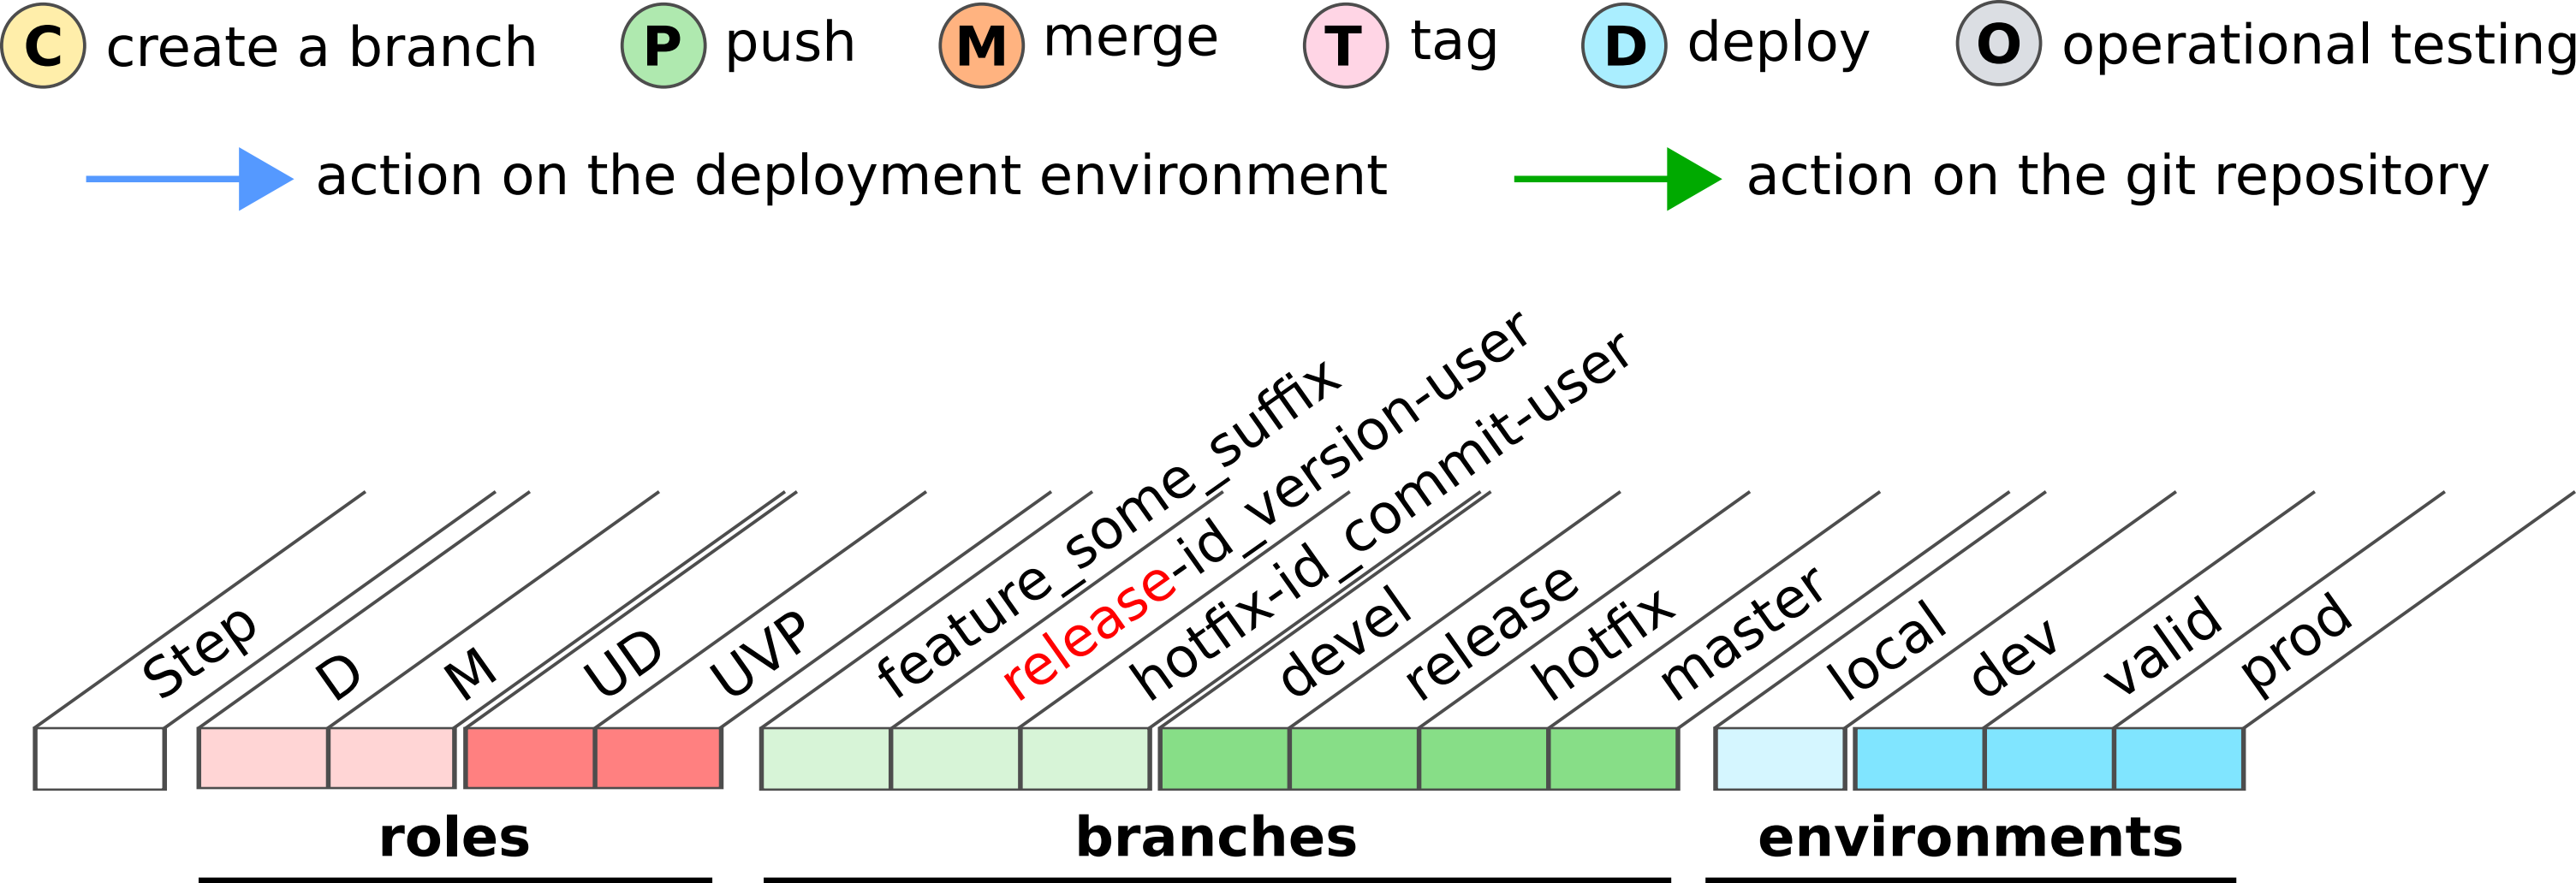 C create a branch P push M merge T tag D deploy O operational testing
action on the deployment environment action on the git repository
Step
D
M
UD
UVP
feature_some_suffix
release-id_version-user
hotfix-id_commit-user
devel
release
hotfix
master
local
dev
valid
prod
roles branches environments